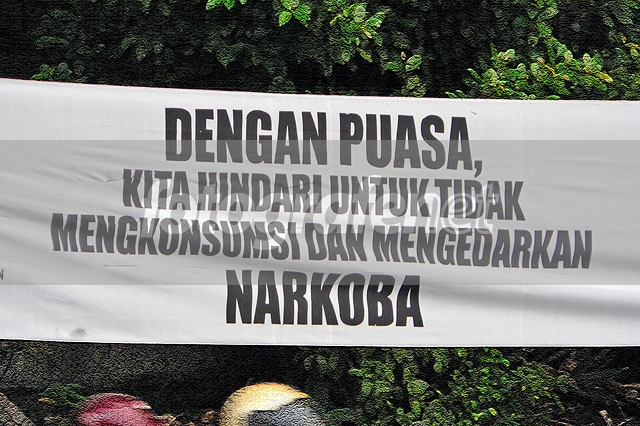 DENGAN PUASA,
KITA HINDARI UNTUK TIDAK
MENGKONSUMSI DAN MENGEDARKAN
NARKOBA